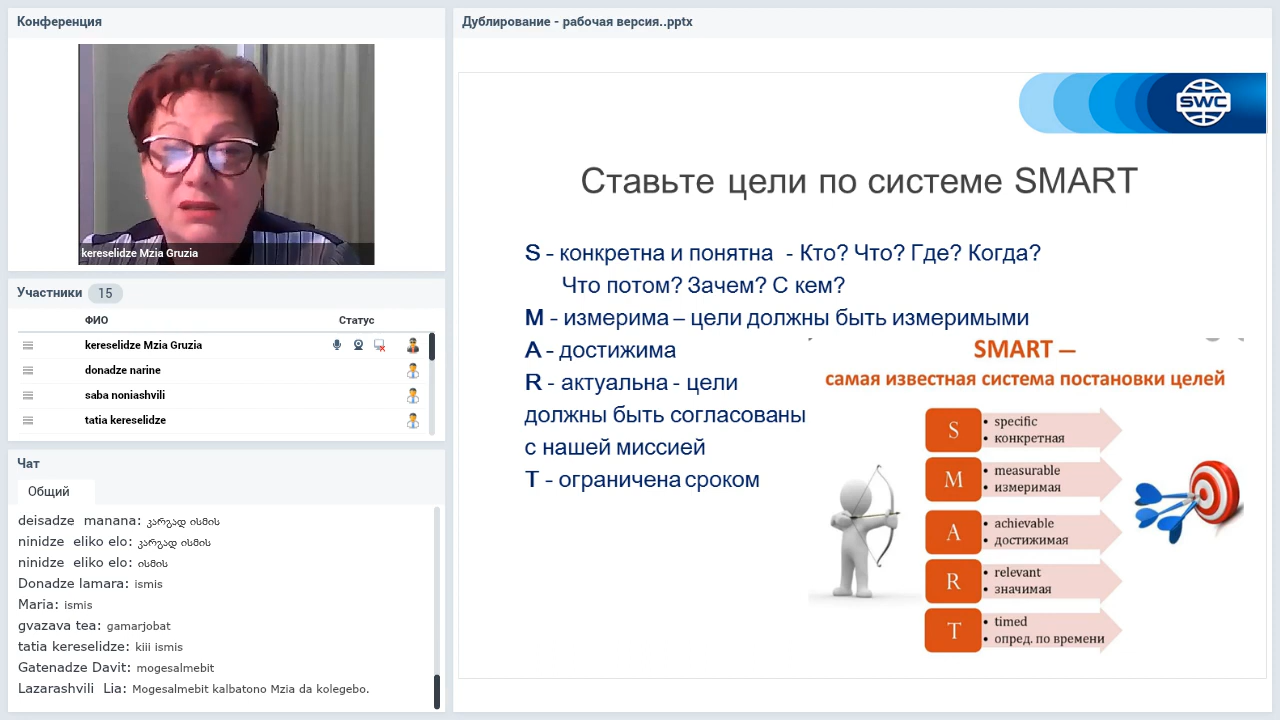 Конференция
kereselidze Mzia Gruzia
Участники 15
ФИО Статус
kereselidze Mzia Gruzia
donadze narine
saba noniashvili
tatia kereselidze
Чат
Общий
deisadze manana: კარგად ისმის
ninidze eliko elo: კარგად ისმის
ninidze eliko elo: ისმის
Donadze lamara: ismis
Maria: ismis
gvazava tea: gamarjobat
tatia kereselidze: kiii ismis
Gatenadze Davit: mogesalmebit
Lazarashvili Lia: Mogesalmebit kalbatono Mzia da kolegebo.
Дублирование - рабочая версия..pptx
SWC
Ставьте цели по системе SMART
S - конкретна и понятна - Кто? Что? Где? Когда?
Что потом? Зачем? С кем?
M - измерима – цели должны быть измеримыми
A - достижима
R - актуальна - цели
должны быть согласованы
с нашей миссией
T - ограничена сроком
SMART —
самая известная система постановки целей
S
• specific
• конкретная
M
• measurable
• измеримая
A
• achievable
• достижимая
R
• relevant
• значимая
T
• timed
• опред. по времени